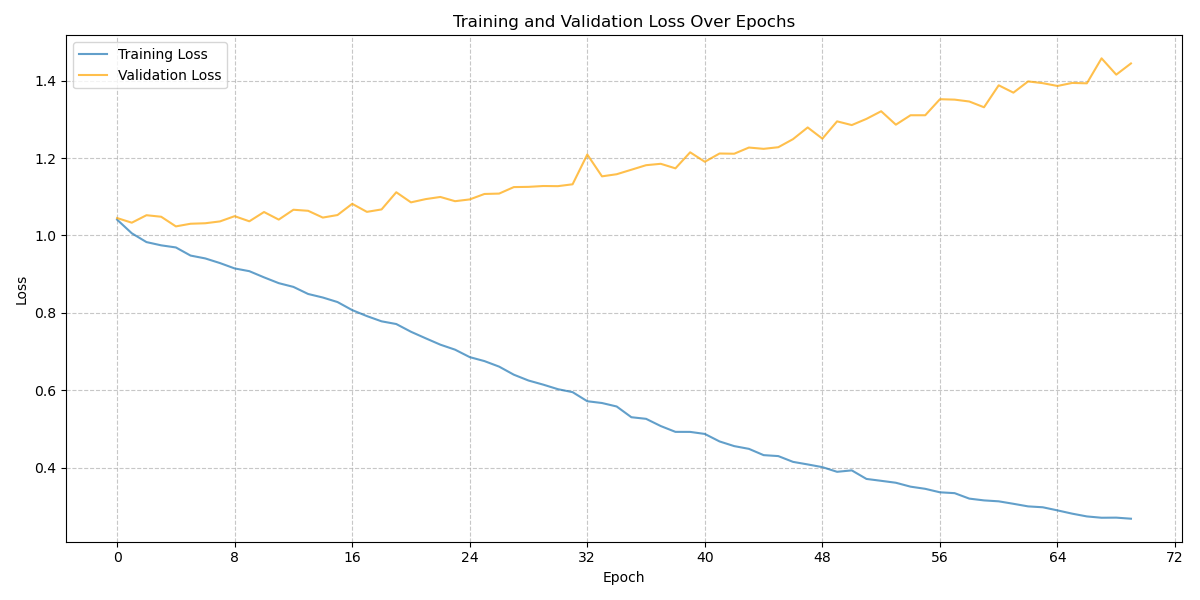 Training and Validation Loss Over Epochs
Training Loss
Validation Loss
1.4
1.2
1.0
0.8
0.6
0.4
Loss
0 8 16 24 32 40 48 56 64 72
Epoch